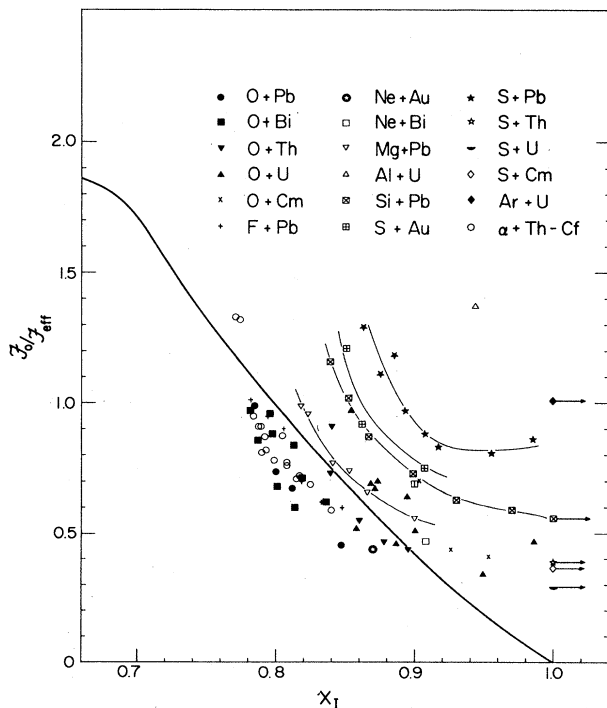 2.0
1.5
1.0
0.5
0
0.7
0.8
0.9
1.0
ℐ₀/ℐeff
X_I
O + Pb
O + Bi
O + Th
O + U
O + Cm
F + Pb
Ne + Au
Ne + Bi
Mg + Pb
Al + U
Si + Pb
S + Au
S + Pb
S + Th
S + U
S + Cm
Ar + U
α + Th - Cf